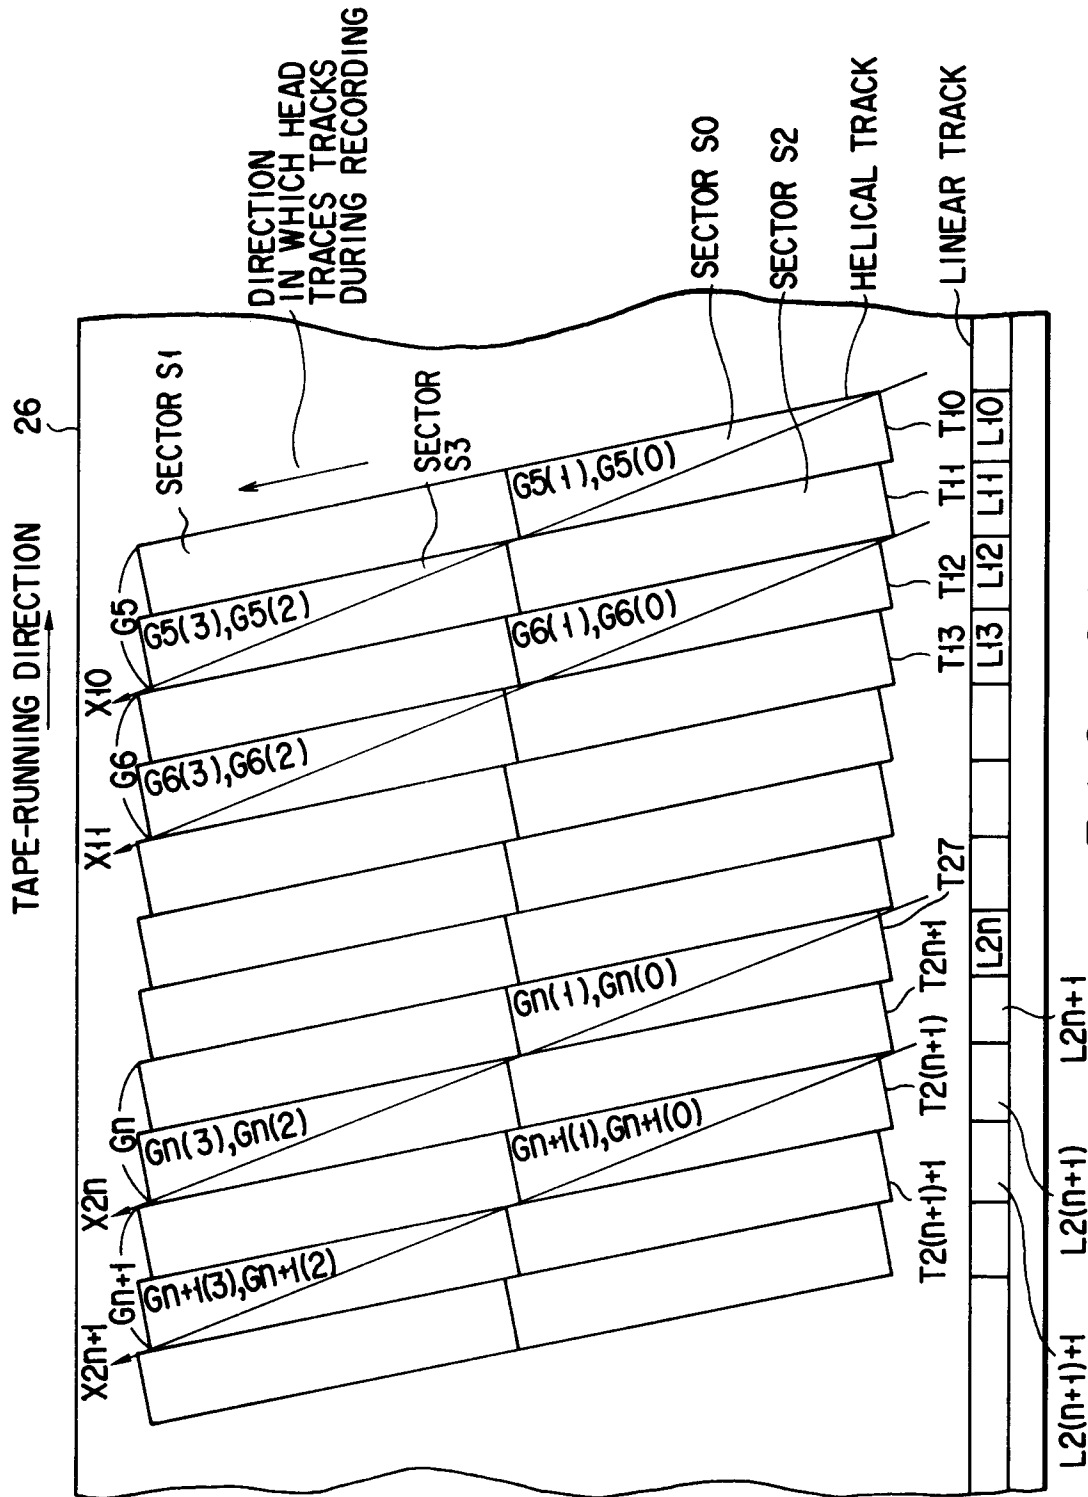 TAPE-RUNNING DIRECTION
26
DIRECTION
IN WHICH HEAD
TRACES TRACKS
DURING RECORDING
SECTOR S1
SECTOR
S3
SECTOR S0
SECTOR S2
HELICAL TRACK
LINEAR TRACK
X10
X11
X2n
X2n+1
G5
G6
Gn
Gn+1
G5(3),G5(2)
G5(1),G5(0)
G6(3),G6(2)
G6(1),G6(0)
Gn(3),Gn(2)
Gn(1),Gn(0)
Gn+1(3),Gn+1(2)
Gn+1(1),Gn+1(0)
T10
T11
T12
T13
T27
T2n+1
T2(n+1)
T2(n+1)+1
L10
L11
L12
L13
L2n
L2n+1
L2(n+1)
L2(n+1)+1